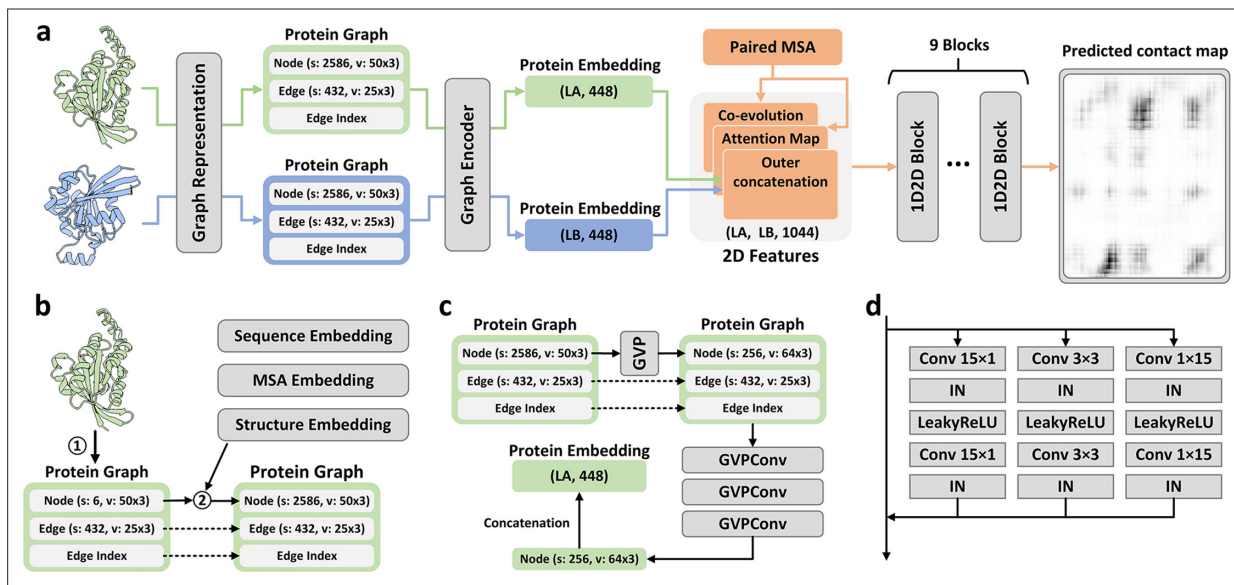 a
Graph Representation
Protein Graph
Node (s: 2586, v: 50x3)
Edge (s: 432, v: 25x3)
Edge Index
Protein Graph
Node (s: 2586, v: 50x3)
Edge (s: 432, v: 25x3)
Edge Index
Graph Encoder
Protein Embedding
(LA, 448)
Protein Embedding
(LB, 448)
Paired MSA
Co-evolution
Attention Map
Outer
concatenation
(LA, LB, 1044)
2D Features
9 Blocks
1D2D Block
•••
1D2D Block
Predicted contact map
b
Sequence Embedding
MSA Embedding
Structure Embedding
①
Protein Graph
Node (s: 6, v: 50x3)
Edge (s: 432, v: 25x3)
Edge Index
②
Protein Graph
Node (s: 2586, v: 50x3)
Edge (s: 432, v: 25x3)
Edge Index
c
Protein Graph
Node (s: 2586, v: 50x3)
Edge (s: 432, v: 25x3)
Edge Index
GVP
Protein Graph
Node (s: 256, v: 64x3)
Edge (s: 432, v: 25x3)
Edge Index
GVPConv
GVPConv
GVPConv
Protein Embedding
(LA, 448)
Concatenation
Node (s: 256, v: 64x3)
d
Conv 15×1
Conv 3×3
Conv 1×15
IN
IN
IN
LeakyReLU
LeakyReLU
LeakyReLU
Conv 15×1
Conv 3×3
Conv 1×15
IN
IN
IN